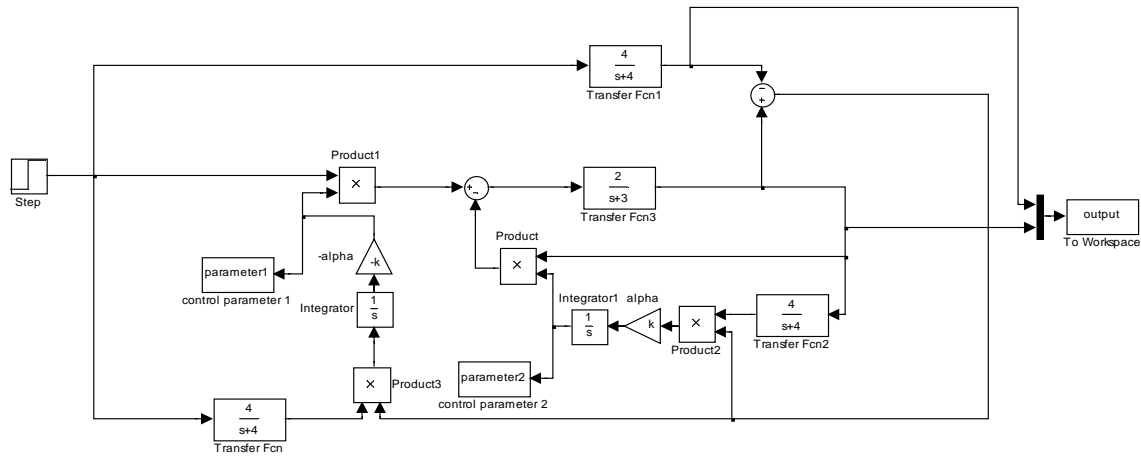 4
s+4
Transfer Fcn1
−
+
Step
Product1
×
+
−
2
s+3
Transfer Fcn3
output
To Workspace
Product
×
-alpha
-k
parameter1
control parameter 1
Integrator
1
s
Integrator1
1
s
alpha
k
×
Product2
4
s+4
Transfer Fcn2
parameter2
control parameter 2
×
Product3
4
s+4
Transfer Fcn